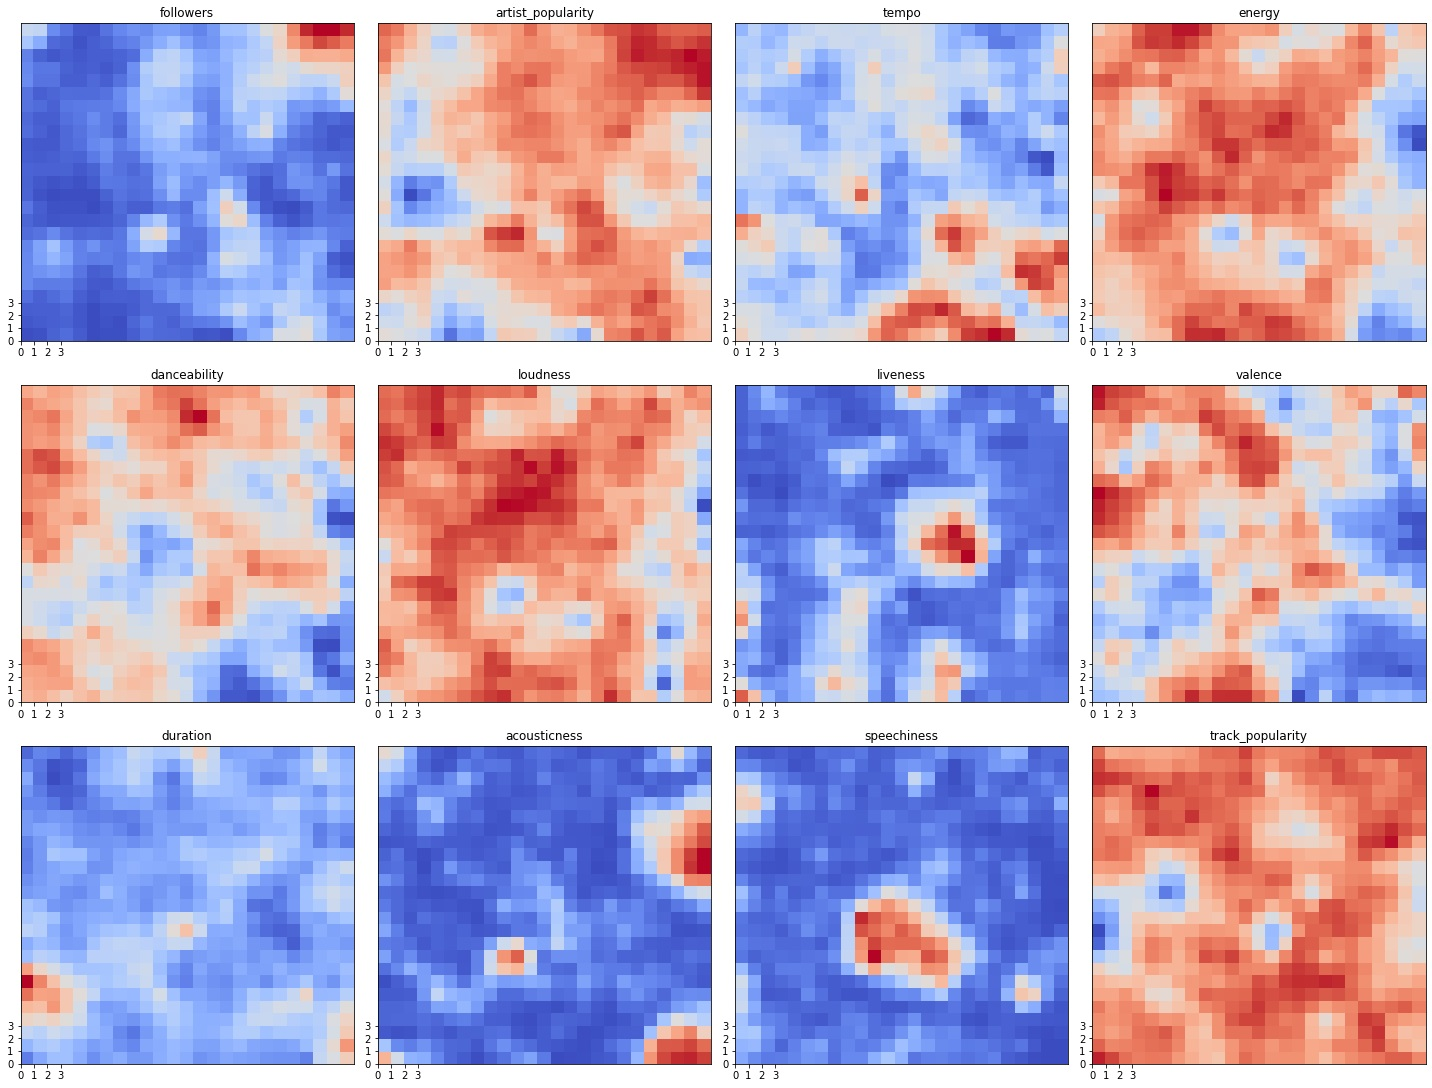 followers artist_popularity tempo energy
3 3 3 3
2 2 2 2
1 1 1 1
0 0 0 0
0 1 2 3 0 1 2 3 0 1 2 3 0 1 2 3
danceability loudness liveness valence
3 3 3 3
2 2 2 2
1 1 1 1
0 0 0 0
0 1 2 3 0 1 2 3 0 1 2 3 0 1 2 3
duration acousticness speechiness track_popularity
3 3 3 3
2 2 2 2
1 1 1 1
0 0 0 0
0 1 2 3 0 1 2 3 0 1 2 3 0 1 2 3